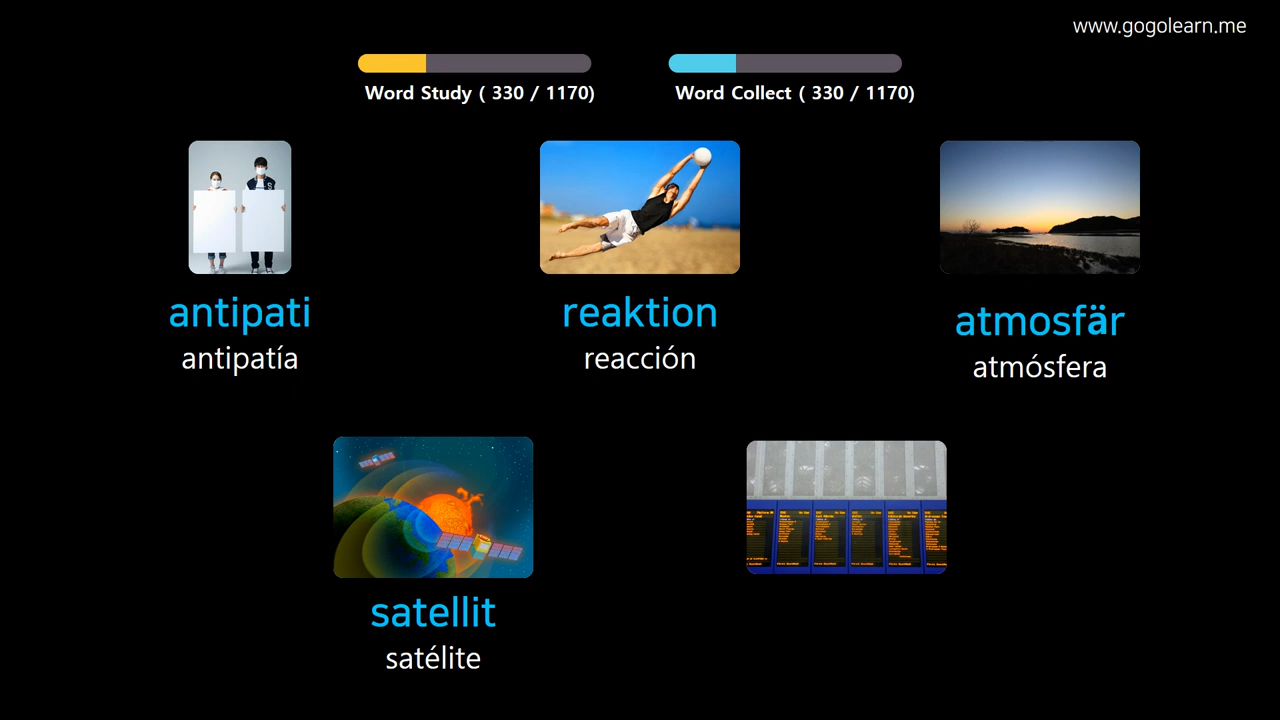 www.gogolearn.me
Word Study ( 330 / 1170)
Word Collect ( 330 / 1170)
antipati
antipatía
reaktion
reacción
atmosfär
atmósfera
satellit
satélite